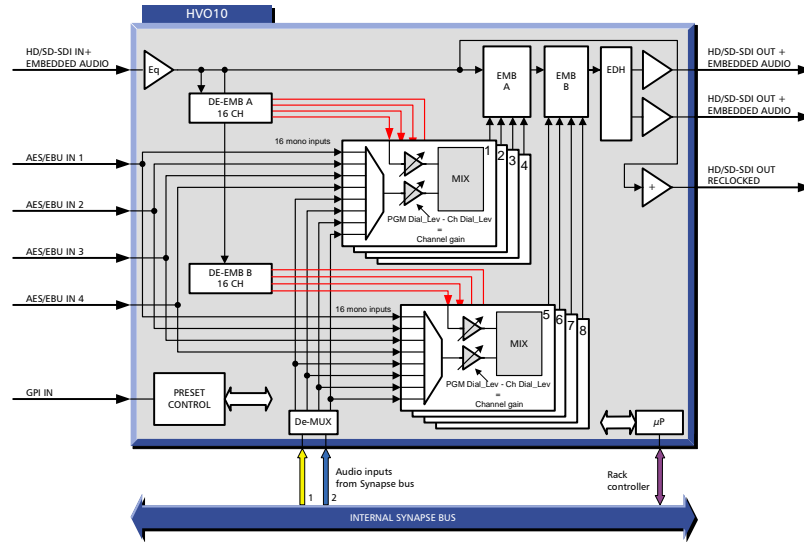 HVO10
HD/SD-SDI IN+
EMBEDDED AUDIO
Eq
DE-EMB A
16 CH
EMB
A
EMB
B
EDH
HD/SD-SDI OUT +
EMBEDDED AUDIO
HD/SD-SDI OUT +
EMBEDDED AUDIO
HD/SD-SDI OUT
RECLOCKED
+
16 mono inputs
1
2
3
4
MIX
PGM Dial_Lev - Ch Dial_Lev
=
Channel gain
AES/EBU IN 1
AES/EBU IN 2
AES/EBU IN 3
AES/EBU IN 4
DE-EMB B
16 CH
16 mono inputs
5
6
7
8
MIX
PGM Dial_Lev - Ch Dial_Lev
=
Channel gain
GPI IN
PRESET
CONTROL
De-MUX
µP
1
2
Audio inputs
from Synapse bus
Rack
controller
INTERNAL SYNAPSE BUS